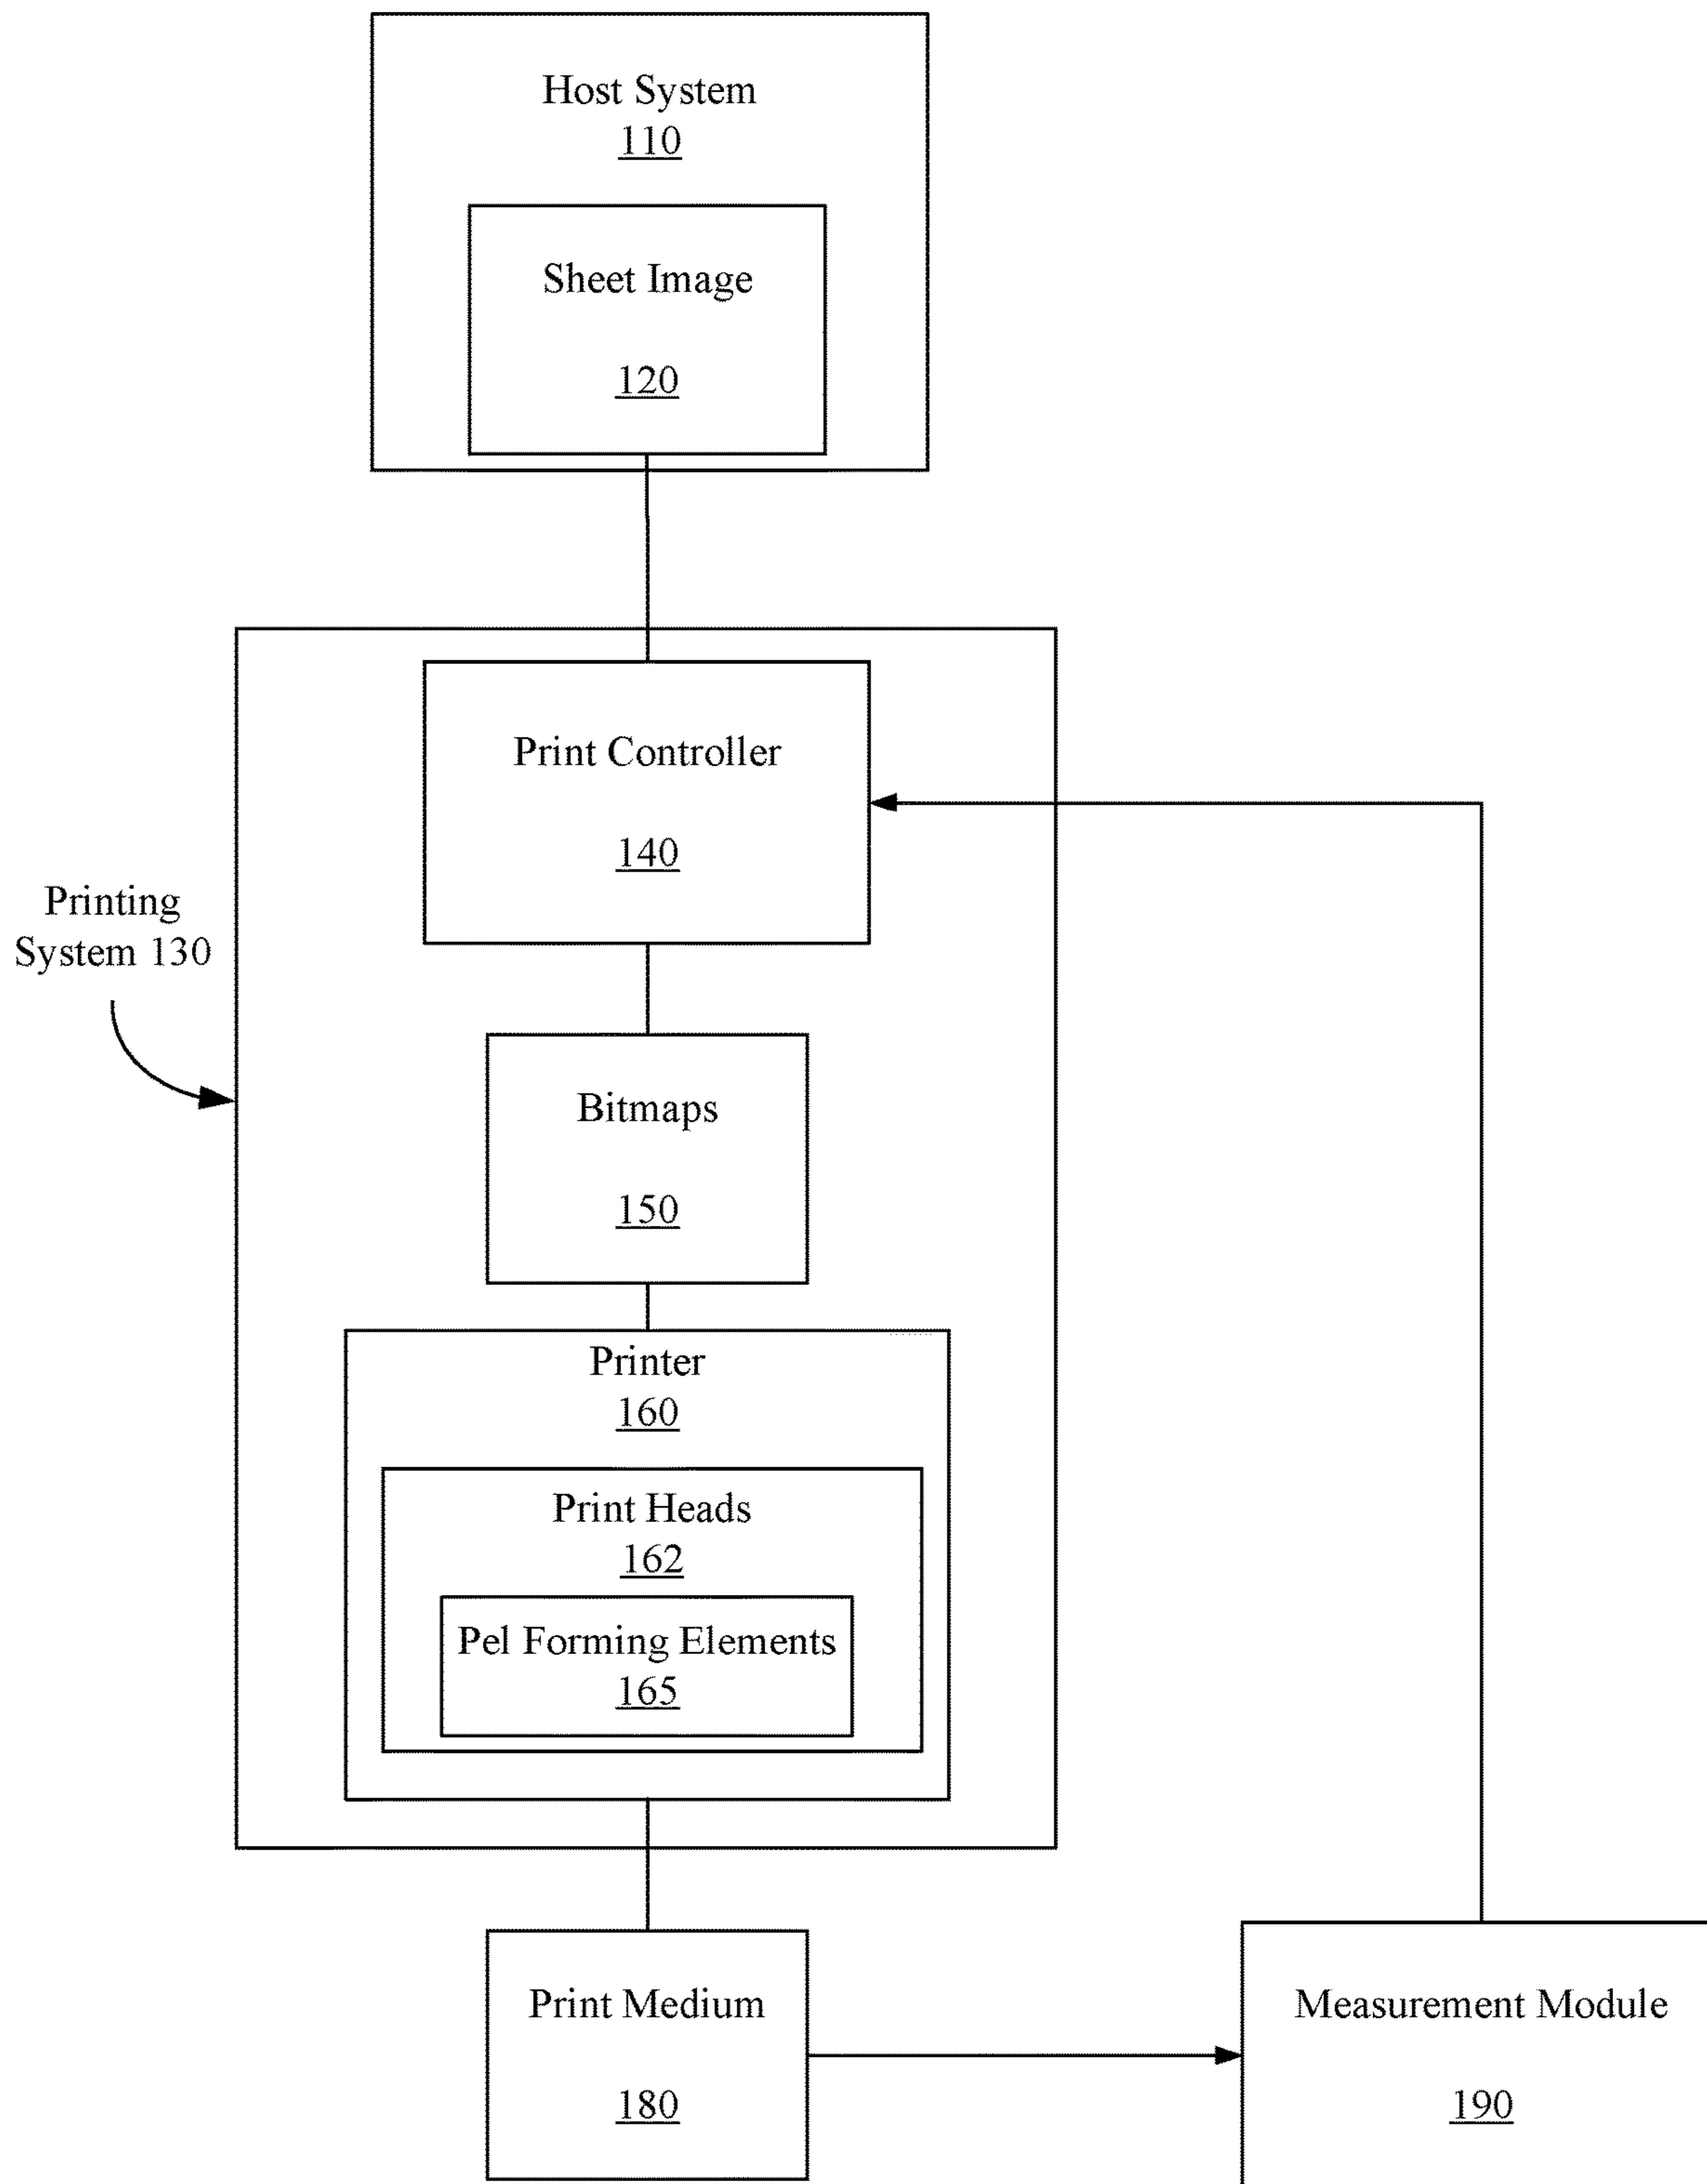 Host System
110
Sheet Image
120
Print Controller
140
Printing
System 130
Bitmaps
150
Printer
160
Print Heads
162
Pel Forming Elements
165
Print Medium
180
Measurement Module
190